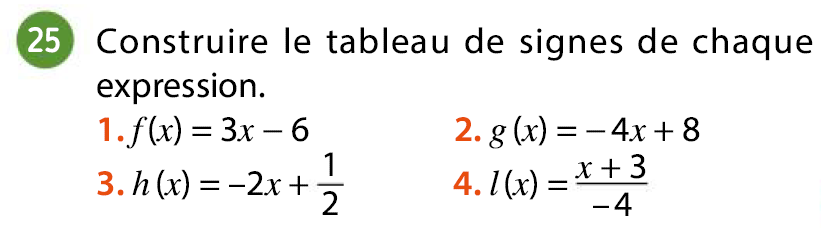 25 Construire le tableau de signes de chaque
expression.
1. f(x) = 3x – 6 2. g(x) = – 4x + 8
3. h(x) = –2x + 1/2 4. l(x) = (x + 3)/(–4)